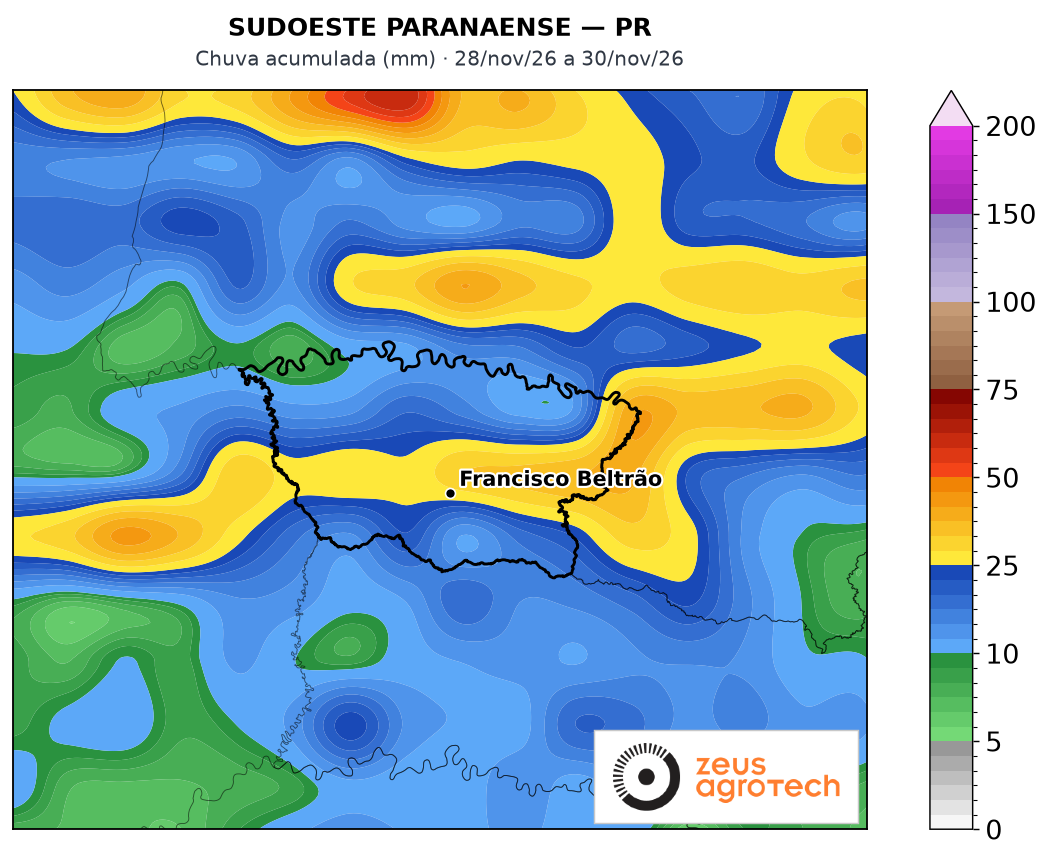 SUDOESTE PARANAENSE — PR
Chuva acumulada (mm) · 28/nov/26 a 30/nov/26
200
150
100
75
50
25
10
5
0
Francisco Beltrão
zeus
agrotech